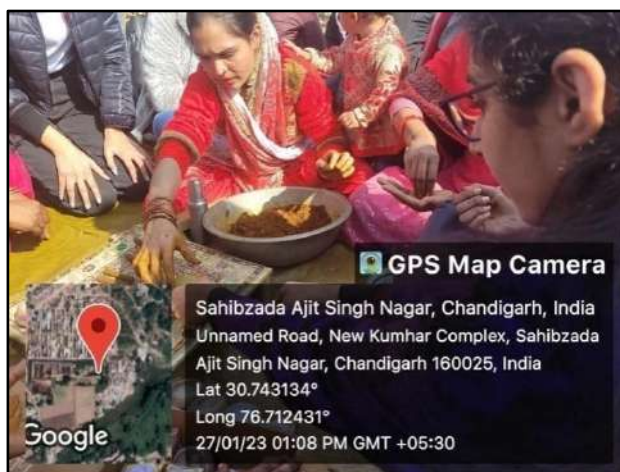 GPS Map Camera
Sahibzada Ajit Singh Nagar, Chandigarh, India
Unnamed Road, New Kumhar Complex, Sahibzada
Ajit Singh Nagar, Chandigarh 160025, India
Lat 30.743134°
Long 76.712431°
27/01/23 01:08 PM GMT +05:30
Google